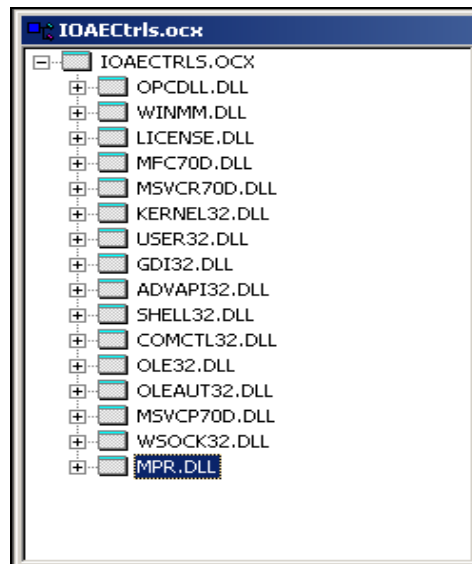 IOAECtrls.ocx
IOAECTRLS.OCX
OPCDLL.DLL
WINMM.DLL
LICENSE.DLL
MFC70D.DLL
MSVCR70D.DLL
KERNEL32.DLL
USER32.DLL
GDI32.DLL
ADVAPI32.DLL
SHELL32.DLL
COMCTL32.DLL
OLE32.DLL
OLEAUT32.DLL
MSVCP70D.DLL
WSOCK32.DLL
MPR.DLL